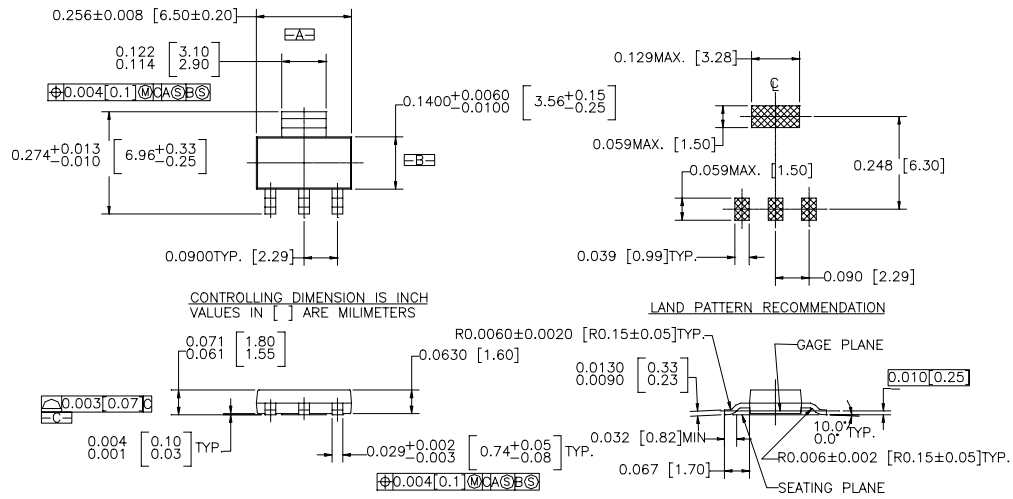 0.256±0.008 [6.50±0.20]
-A-
0.122 [3.10
0.114 2.90]
⌖0.004[0.1]ⓂCAⓈBⓈ
0.1400+0.0060 -0.0100 [3.56+0.15 -0.25]
0.274+0.013 -0.010 [6.96+0.33 -0.25]
-B-
0.0900TYP. [2.29]
0.129MAX. [3.28]
℄
0.059MAX. [1.50]
0.059MAX. [1.50]
0.248 [6.30]
0.039 [0.99]TYP.
0.090 [2.29]
CONTROLLING DIMENSION IS INCH
VALUES IN [ ] ARE MILIMETERS
LAND PATTERN RECOMMENDATION
0.071 [1.80
0.061 1.55]
0.0630 [1.60]
⌓0.003[0.07]C
-C-
0.004 [0.10
0.001 0.03] TYP.
0.029+0.002 -0.003 [0.74+0.05 -0.08] TYP.
⌖0.004[0.1]ⓂCAⓈBⓈ
R0.0060±0.0020 [R0.15±0.05]TYP.
GAGE PLANE
0.0130 [0.33
0.0090 0.23]
0.010[0.25]
10.0°
0.0° TYP.
0.032 [0.82]MIN
R0.006±0.002 [R0.15±0.05]TYP.
0.067 [1.70]
SEATING PLANE